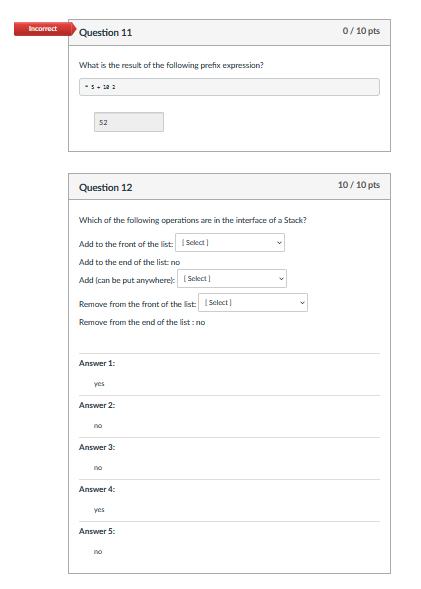 Incorrect
Question 11
0 / 10 pts
What is the result of the following prefix expression?
* 5 + 10 2
52
Question 12
10 / 10 pts
Which of the following operations are in the interface of a Stack?
Add to the front of the list: [ Select ]
Add to the end of the list: no
Add (can be put anywhere): [ Select ]
Remove from the front of the list: [ Select ]
Remove from the end of the list : no
Answer 1:
yes
Answer 2:
no
Answer 3:
no
Answer 4:
yes
Answer 5:
no